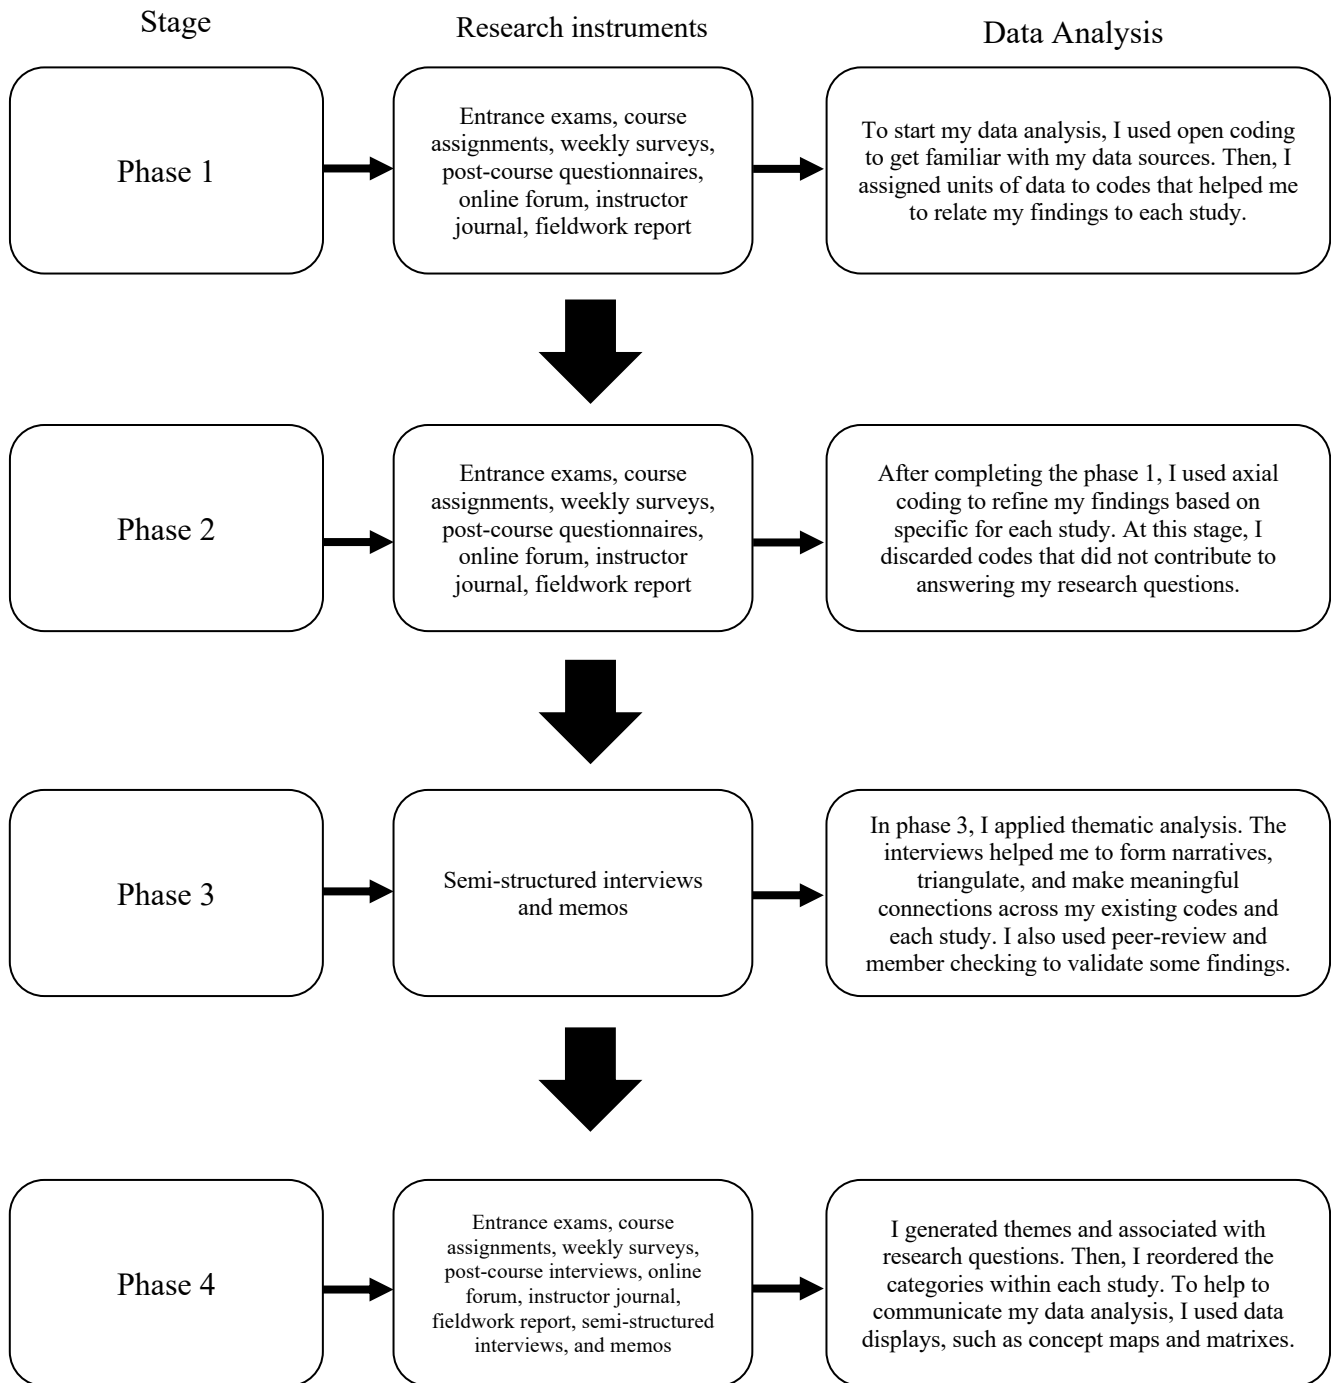 Stage
Research instruments
Data Analysis
Phase 1
Entrance exams, course
assignments, weekly surveys,
post-course questionnaires,
online forum, instructor
journal, fieldwork report
To start my data analysis, I used open coding
to get familiar with my data sources. Then, I
assigned units of data to codes that helped me
to relate my findings to each study.
Phase 2
Entrance exams, course
assignments, weekly surveys,
post-course questionnaires,
online forum, instructor
journal, fieldwork report
After completing the phase 1, I used axial
coding to refine my findings based on
specific for each study. At this stage, I
discarded codes that did not contribute to
answering my research questions.
Phase 3
Semi-structured interviews
and memos
In phase 3, I applied thematic analysis. The
interviews helped me to form narratives,
triangulate, and make meaningful
connections across my existing codes and
each study. I also used peer-review and
member checking to validate some findings.
Phase 4
Entrance exams, course
assignments, weekly surveys,
post-course interviews, online
forum, instructor journal,
fieldwork report, semi-structured
interviews, and memos
I generated themes and associated with
research questions. Then, I reordered the
categories within each study. To help to
communicate my data analysis, I used data
displays, such as concept maps and matrixes.